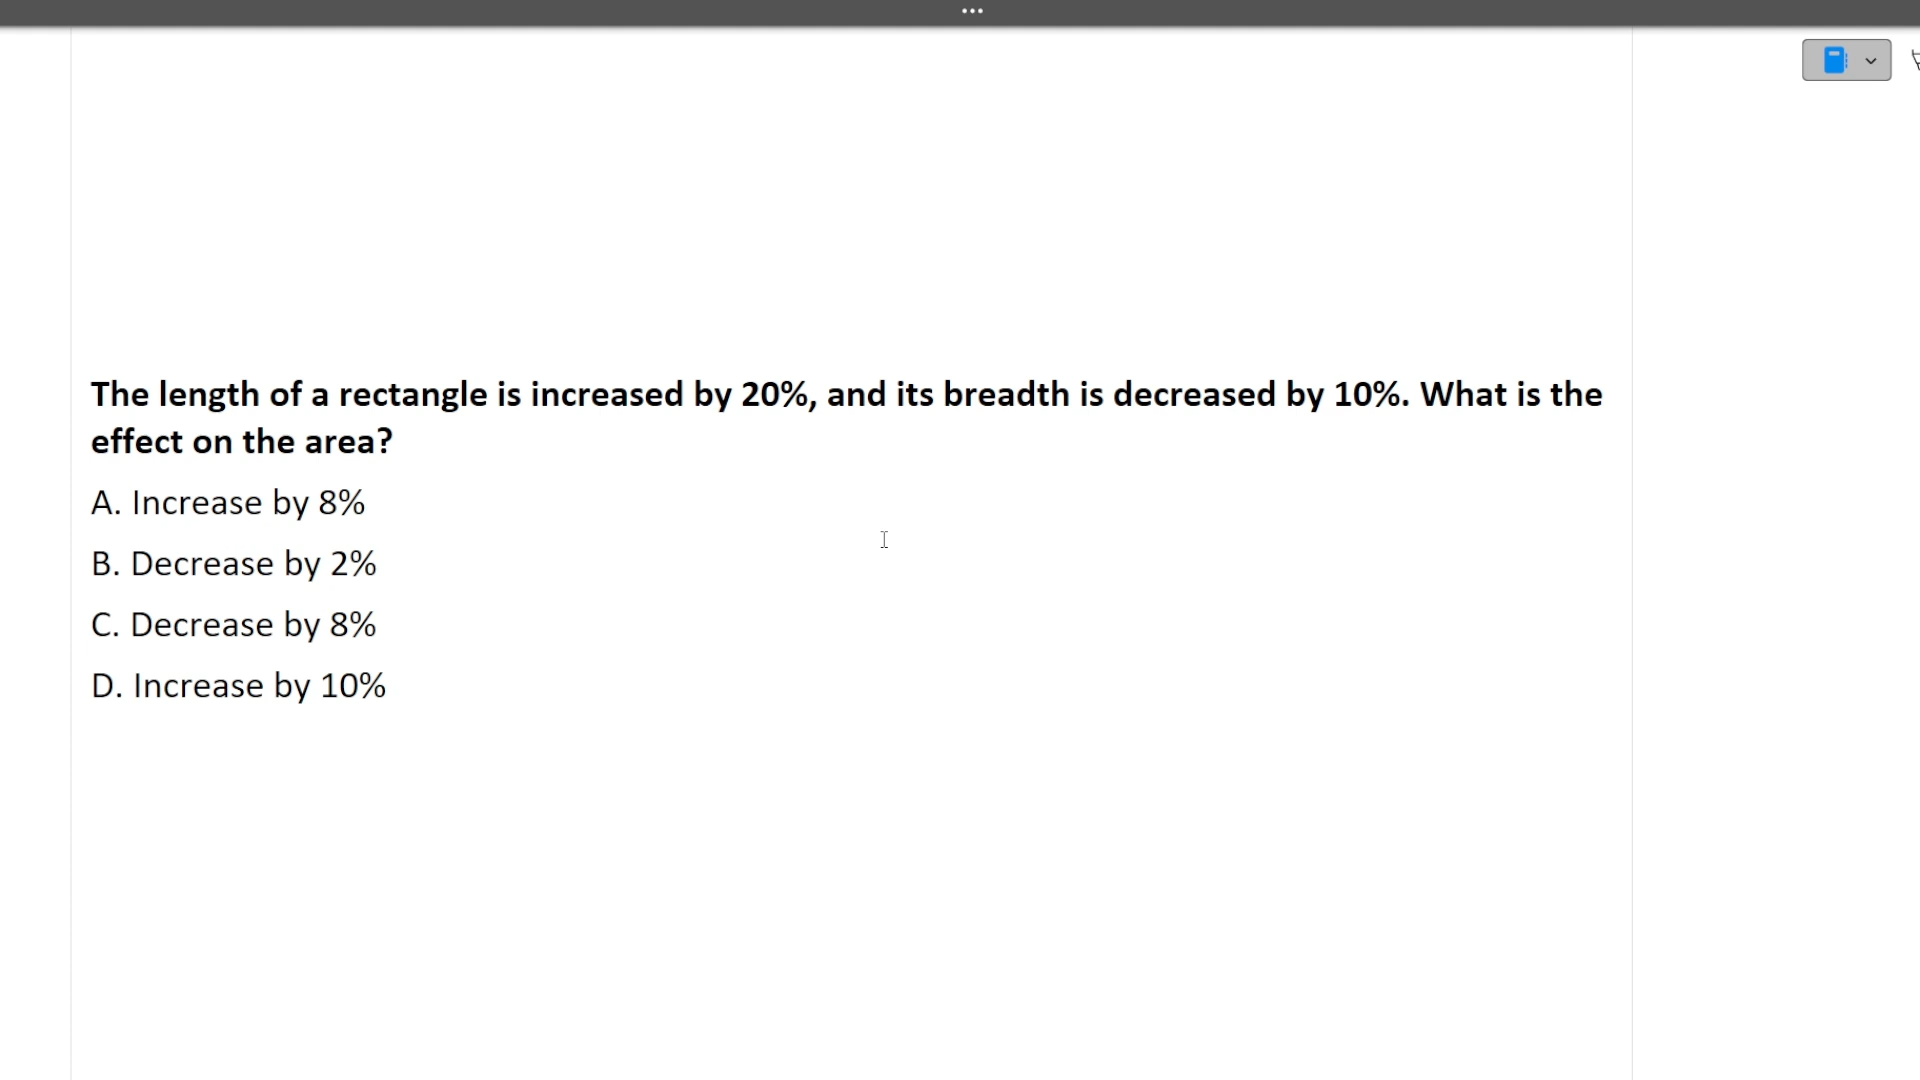 The length of a rectangle is increased by 20%, and its breadth is decreased by 10%. What is the
effect on the area?
A. Increase by 8%
B. Decrease by 2%
C. Decrease by 8%
D. Increase by 10%